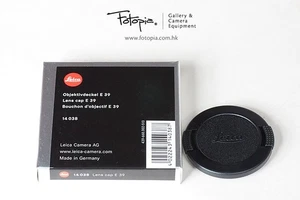 Fotopia.
Gallery &
Camera
Equipment
www.fotopia.com.hk
Leica
Objektivdeckel E 39
Lens cap E 39
Bouchon d'objectif E 39
14 038
Leica Camera AG
www.leica-camera.com
Made in Germany
14 038 Lens cap E 39
Leica